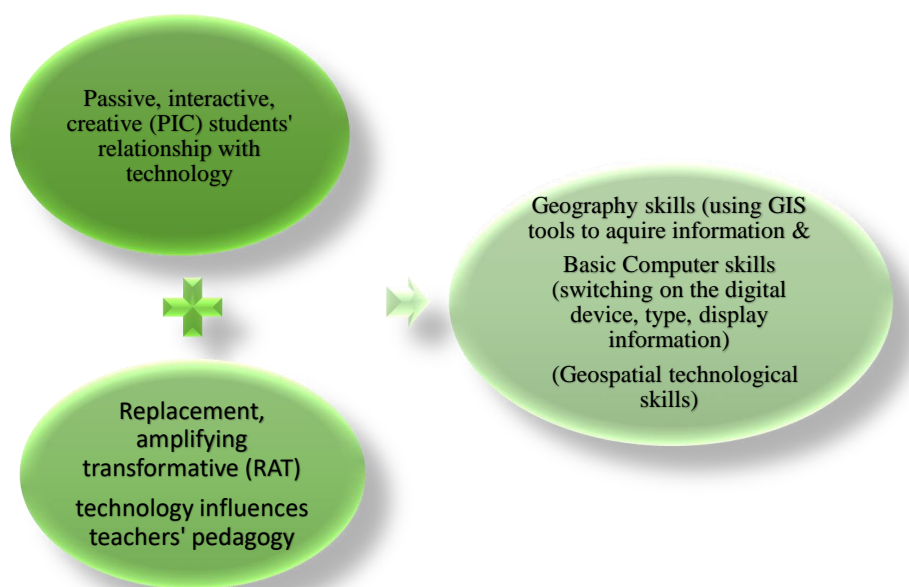 Passive, interactive,
creative (PIC) students'
relationship with
technology
Replacement,
amplifying
transformative (RAT)
technology influences
teachers' pedagogy
Geography skills (using GIS
tools to aquire information &
Basic Computer skills
(switching on the digital
device, type, display
information)
(Geospatial technological
skills)